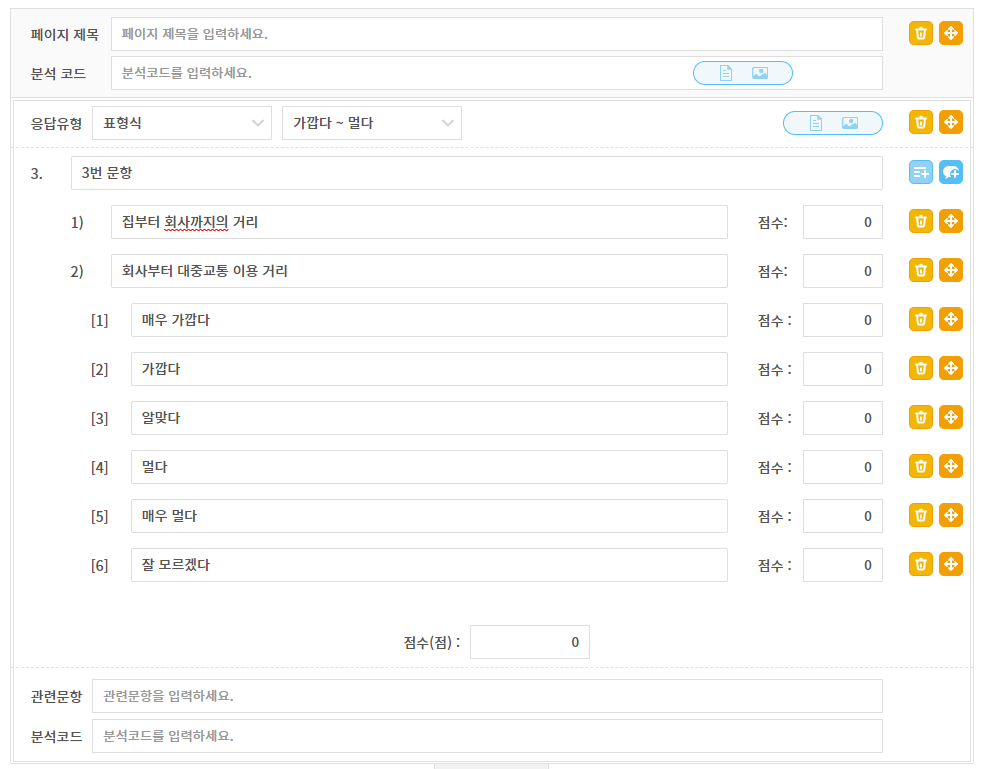 페이지 제목 페이지 제목을 입력하세요.
분석 코드 분석코드를 입력하세요.
응답유형 표형식 가깝다 ~ 멀다
3. 3번 문항
1) 집부터 회사까지의 거리 점수: 0
2) 회사부터 대중교통 이용 거리 점수: 0
[1] 매우 가깝다 점수 : 0
[2] 가깝다 점수 : 0
[3] 알맞다 점수 : 0
[4] 멀다 점수 : 0
[5] 매우 멀다 점수 : 0
[6] 잘 모르겠다 점수 : 0
점수(점) : 0
관련문항 관련문항을 입력하세요.
분석코드 분석코드를 입력하세요.